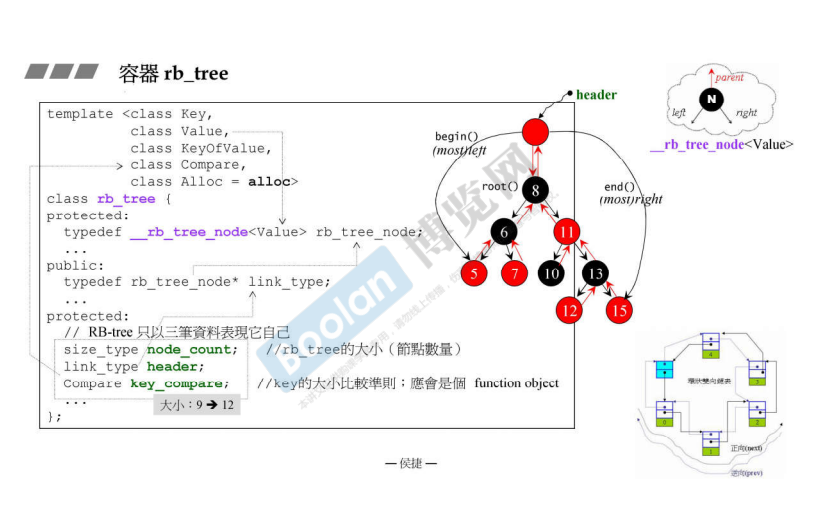 容器 rb_tree
template <class Key,
class Value,
class KeyOfValue,
class Compare,
class Alloc = alloc>
class rb_tree {
protected:
typedef __rb_tree_node<Value> rb_tree_node;
...
public:
typedef rb_tree_node* link_type;
...
protected:
// RB-tree 只以三筆資料表現它自己
size_type node_count; //rb_tree的大小（節點數量）
link_type header;
Compare key_compare; //key的大小比較準則；應會是個 function object
...
大小：9 → 12
};
header
begin()
(most)left
root()
end()
(most)right
8
6
11
5
7
10
13
12
15
parent
N
left
right
__rb_tree_node<Value>
4
3
環狀雙向鏈表
0
2
1
正向(next)
逆向(prev)
Boolan 博览网
— 侯捷 —